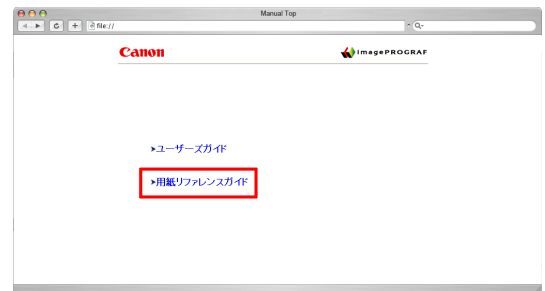 Manual Top
file://
Q-
Canon
imagePROGRAF
➤ユーザーズガイド
➤用紙リファレンスガイド